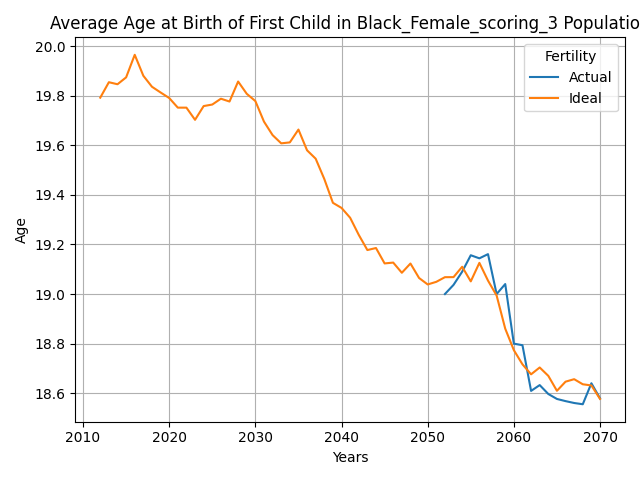 Average Age at Birth of First Child in Black_Female_scoring_3 Populatio
20.0
19.8
19.6
19.4
19.2
19.0
18.8
18.6
Age
Fertility
Actual
Ideal
2010 2020 2030 2040 2050 2060 2070
Years